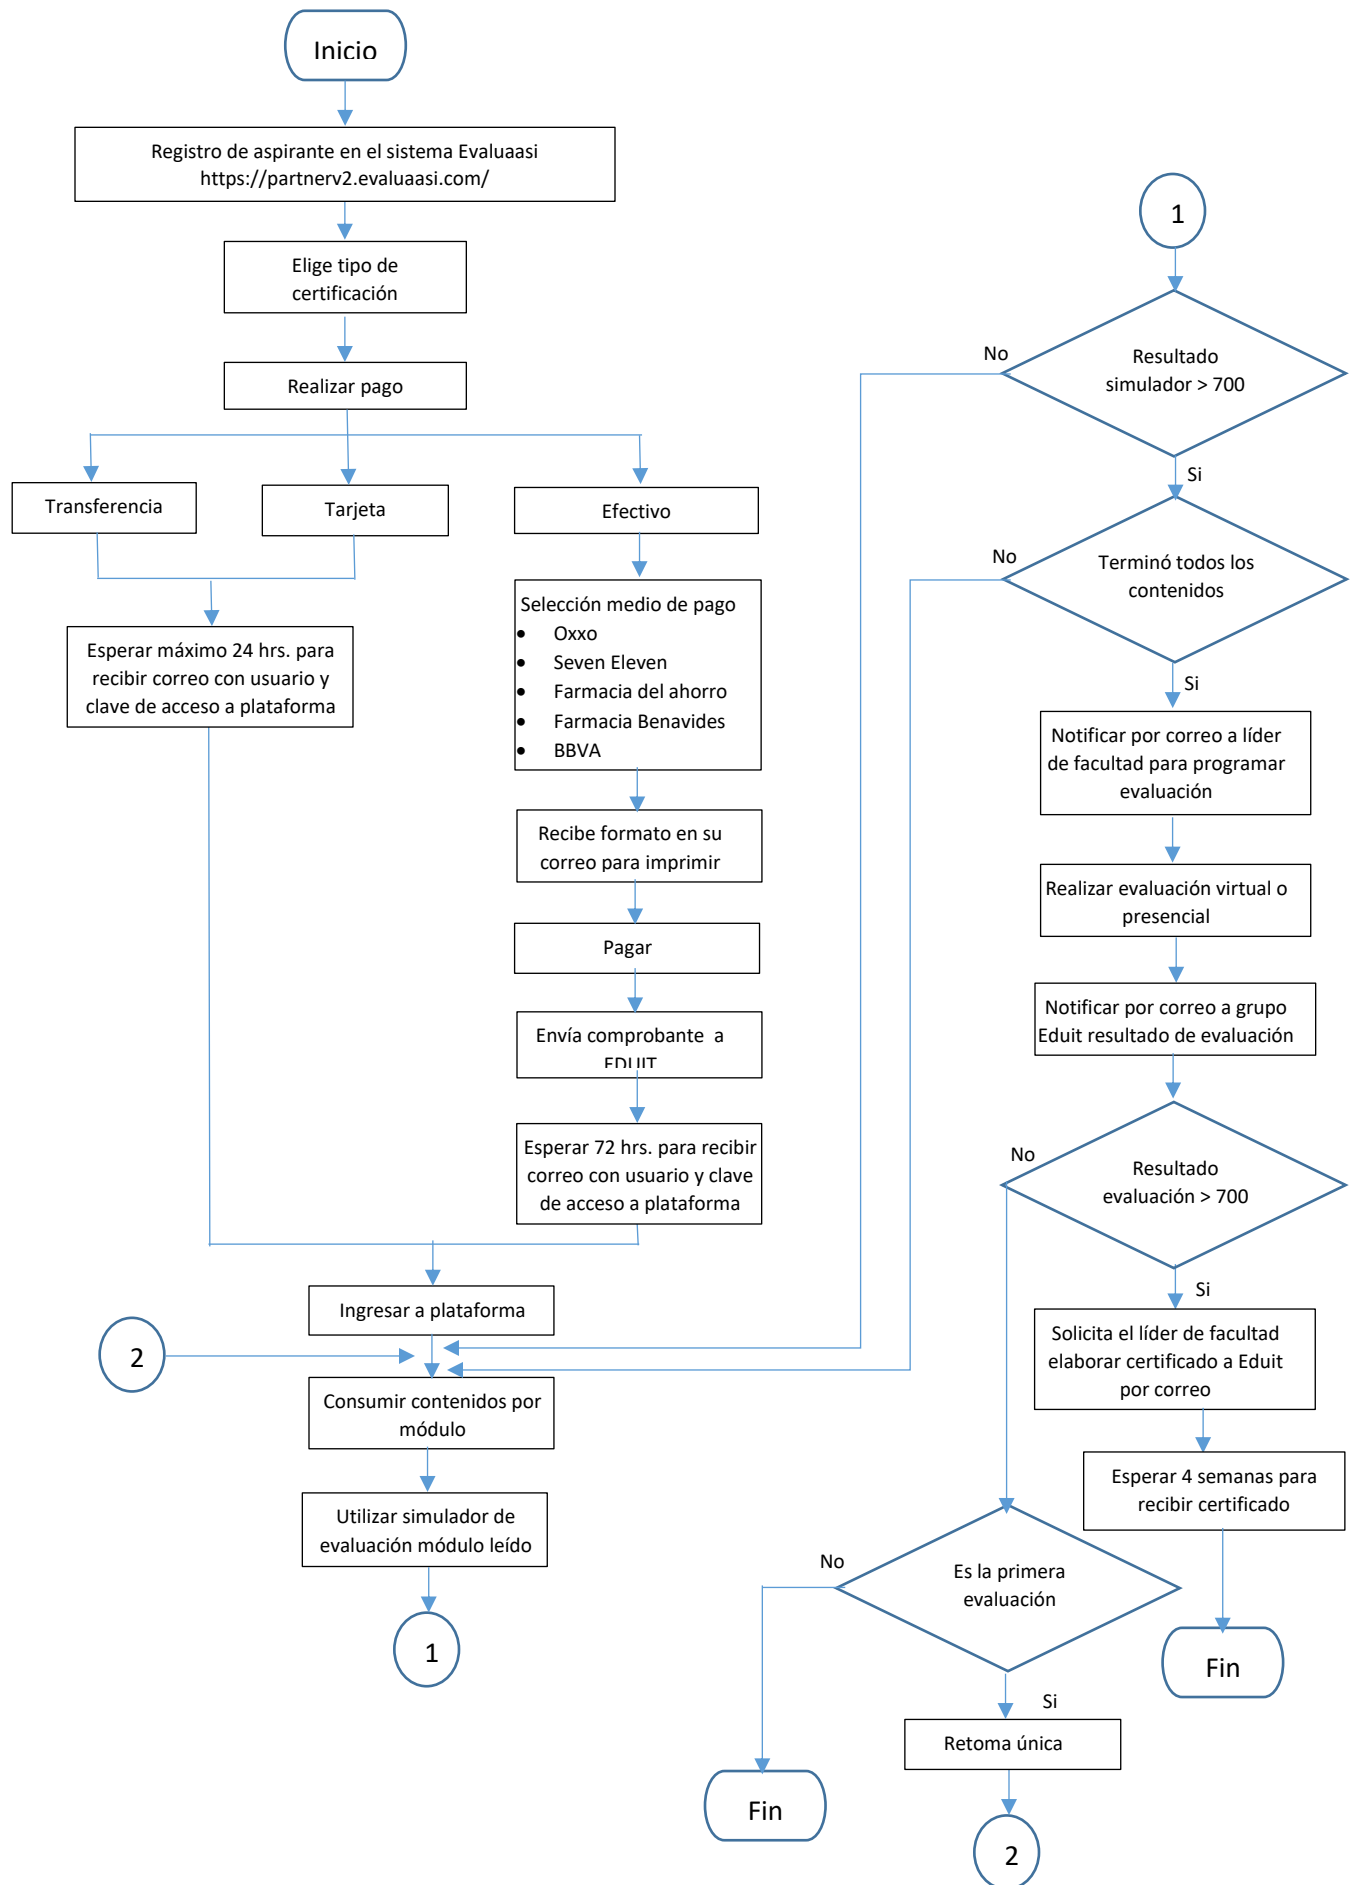 Inicio
Registro de aspirante en el sistema Evaluaasi
https://partnerv2.evaluaasi.com/
Elige tipo de
certificación
Realizar pago
Transferencia
Tarjeta
Efectivo
Esperar máximo 24 hrs. para
recibir correo con usuario y
clave de acceso a plataforma
Selección medio de pago
• Oxxo
• Seven Eleven
• Farmacia del ahorro
• Farmacia Benavides
• BBVA
Recibe formato en su
correo para imprimir
Pagar
Envía comprobante a
EDUIT
Esperar 72 hrs. para recibir
correo con usuario y clave
de acceso a plataforma
Ingresar a plataforma
2
Consumir contenidos por
módulo
Utilizar simulador de
evaluación módulo leído
1
1
No
Resultado
simulador > 700
Si
No
Terminó todos los
contenidos
Si
Notificar por correo a líder
de facultad para programar
evaluación
Realizar evaluación virtual o
presencial
Notificar por correo a grupo
Eduit resultado de evaluación
No
Resultado
evaluación > 700
Si
Solicita el líder de facultad
elaborar certificado a Eduit
por correo
Esperar 4 semanas para
recibir certificado
Fin
No
Es la primera
evaluación
Si
Retoma única
Fin
2